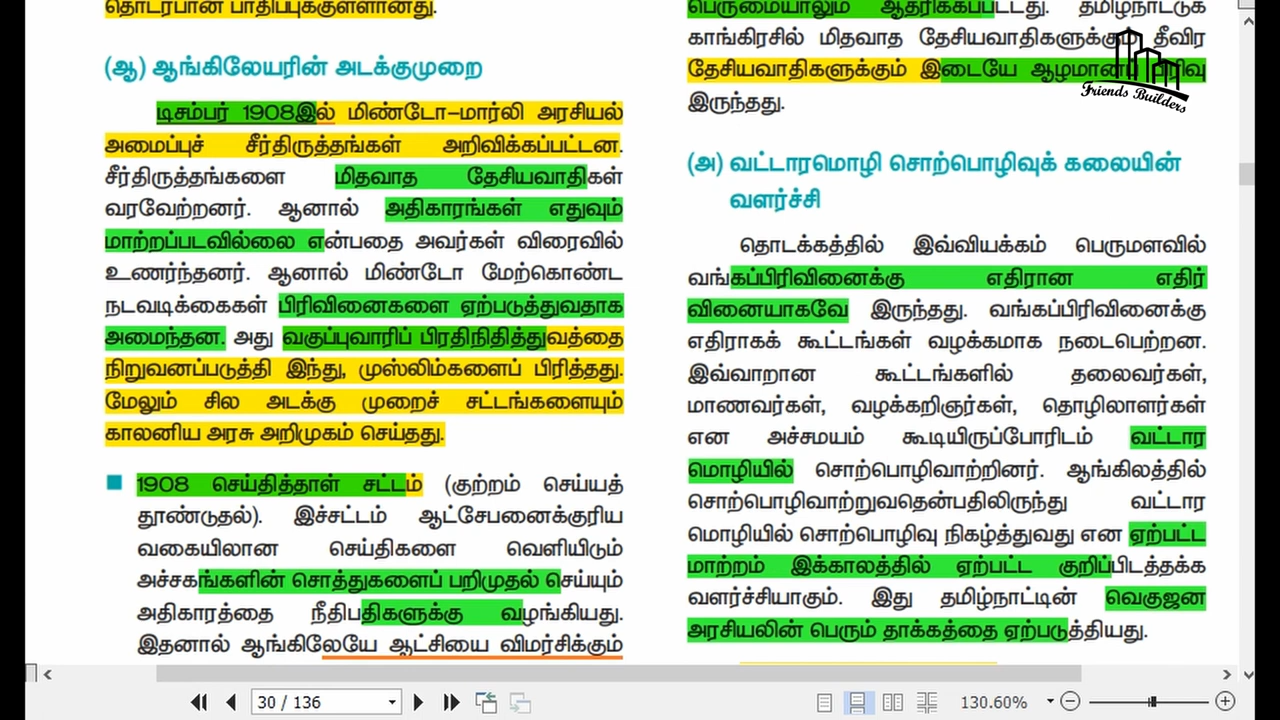 தொடர்பான பாதிப்புக்குள்ளானது.
(ஆ) ஆங்கிலேயரின் அடக்குமுறை
டிசம்பர் 1908இல் மிண்டோ–மார்லி அரசியல்
அமைப்புச் சீர்திருத்தங்கள் அறிவிக்கப்பட்டன.
சீர்திருத்தங்களை மிதவாத தேசியவாதிகள்
வரவேற்றனர். ஆனால் அதிகாரங்கள் எதுவும்
மாற்றப்படவில்லை என்பதை அவர்கள் விரைவில்
உணர்ந்தனர். ஆனால் மிண்டோ மேற்கொண்ட
நடவடிக்கைகள் பிரிவினைகளை ஏற்படுத்துவதாக
அமைந்தன. அது வகுப்புவாரிப் பிரதிநிதித்துவத்தை
நிறுவனப்படுத்தி இந்து, முஸ்லிம்களைப் பிரித்தது.
மேலும் சில அடக்கு முறைச் சட்டங்களையும்
காலனிய அரசு அறிமுகம் செய்தது.
1908 செய்தித்தாள் சட்டம் (குற்றம் செய்யத்
தூண்டுதல்). இச்சட்டம் ஆட்சேபனைக்குரிய
வகையிலான செய்திகளை வெளியிடும்
அச்சகங்களின் சொத்துகளைப் பறிமுதல் செய்யும்
அதிகாரத்தை நீதிபதிகளுக்கு வழங்கியது.
இதனால் ஆங்கிலேயே ஆட்சியை விமர்சிக்கும்
பெருமையாலும் ஆதரிக்கப்பட்டது. தமிழ்நாட்டுக்
காங்கிரசில் மிதவாத தேசியவாதிகளுக்கும் தீவிர
தேசியவாதிகளுக்கும் இடையே ஆழமான பிரிவு
இருந்தது.
Friends Builders
(அ) வட்டாரமொழி சொற்பொழிவுக் கலையின்
வளர்ச்சி
தொடக்கத்தில் இவ்வியக்கம் பெருமளவில்
வங்கப்பிரிவினைக்கு எதிரான எதிர்
வினையாகவே இருந்தது. வங்கப்பிரிவினைக்கு
எதிராகக் கூட்டங்கள் வழக்கமாக நடைபெற்றன.
இவ்வாறான கூட்டங்களில் தலைவர்கள்,
மாணவர்கள், வழக்கறிஞர்கள், தொழிலாளர்கள்
என அச்சமயம் கூடியிருப்போரிடம் வட்டார
மொழியில் சொற்பொழிவாற்றினர். ஆங்கிலத்தில்
சொற்பொழிவாற்றுவதென்பதிலிருந்து வட்டார
மொழியில் சொற்பொழிவு நிகழ்த்துவது என ஏற்பட்ட
மாற்றம் இக்காலத்தில் ஏற்பட்ட குறிப்பிடத்தக்க
வளர்ச்சியாகும். இது தமிழ்நாட்டின் வெகுஜன
அரசியலின் பெரும் தாக்கத்தை ஏற்படுத்தியது.
30 / 136
130.60%